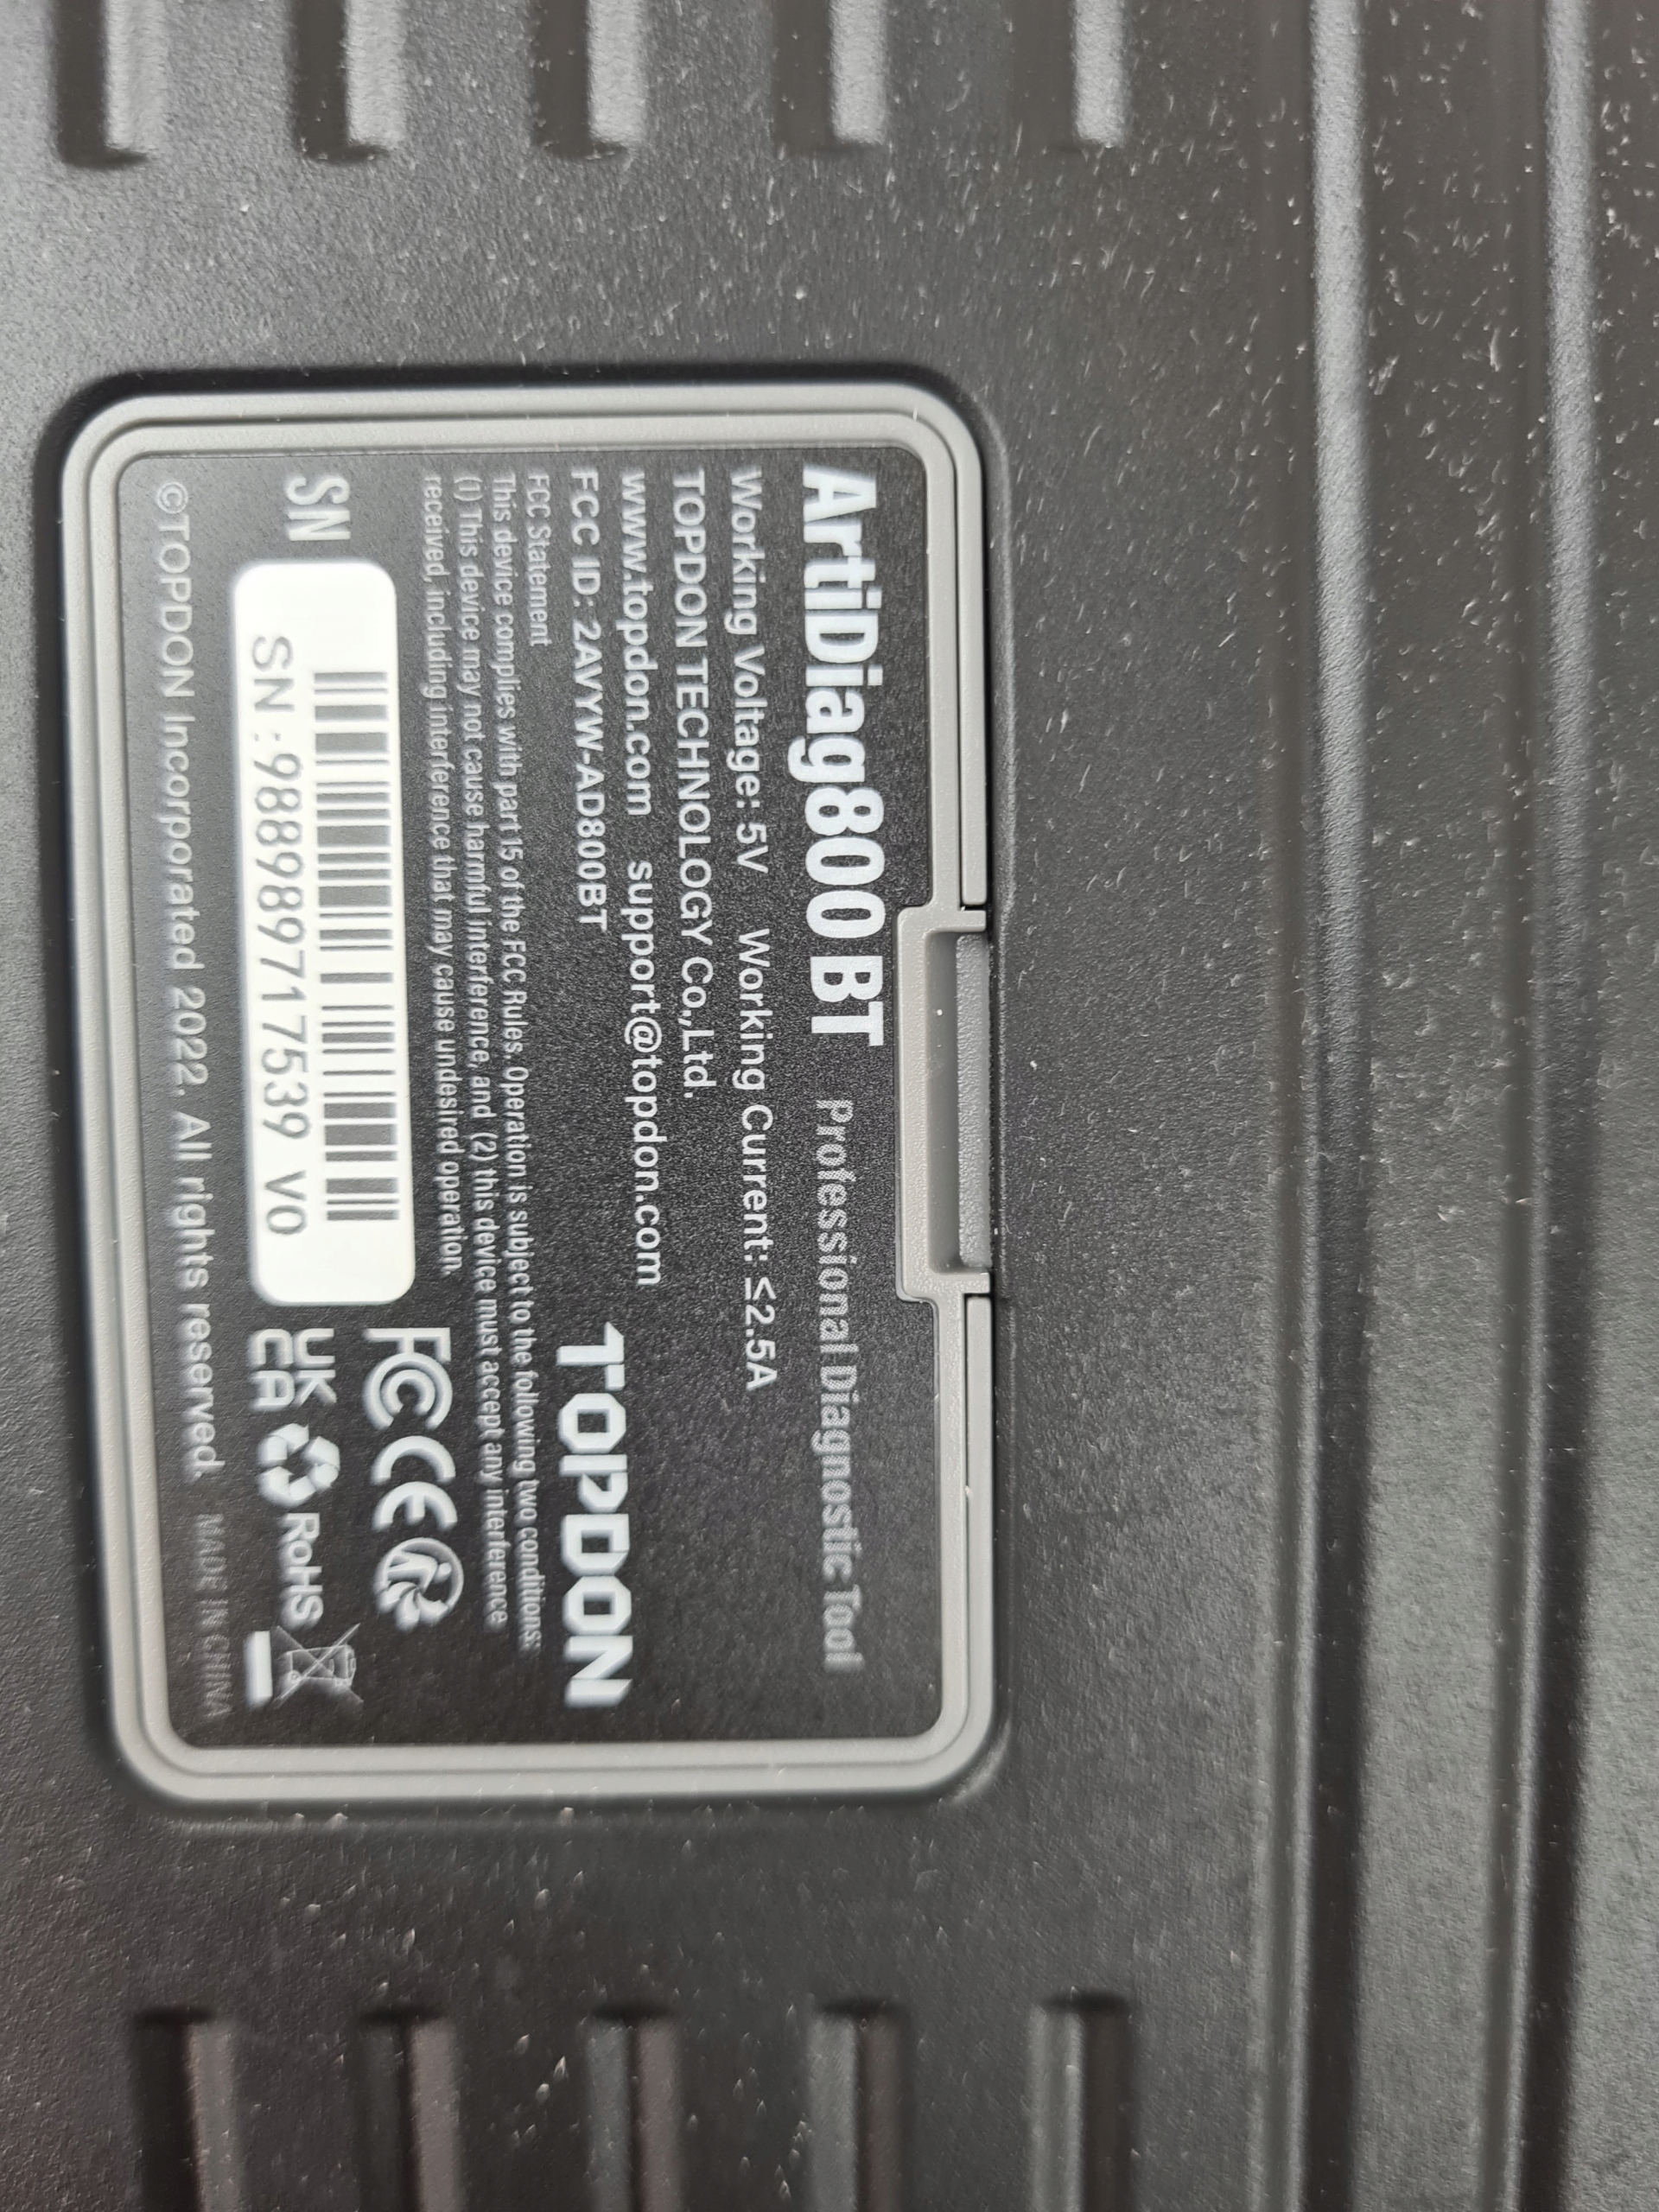 ArtiDiag800 BT Professional Diagnostic Tool
Working Voltage: 5V Working Current: ≤2.5A
TOPDON TECHNOLOGY Co.,Ltd.
www.topdon.com support@topdon.com
FCC ID: 2AVYW-AD800BT
TOPDON
FCC Statement
This device complies with part 15 of the FCC Rules. Operation is subject to the following two conditions:
(1) This device may not cause harmful interference, and (2) this device must accept any interference
received, including interference that may cause undesired operation.
SN
SN:988989717539 V0
FC CE
UK CA RoHS
©TOPDON Incorporated 2022. All rights reserved. MADE IN CHINA